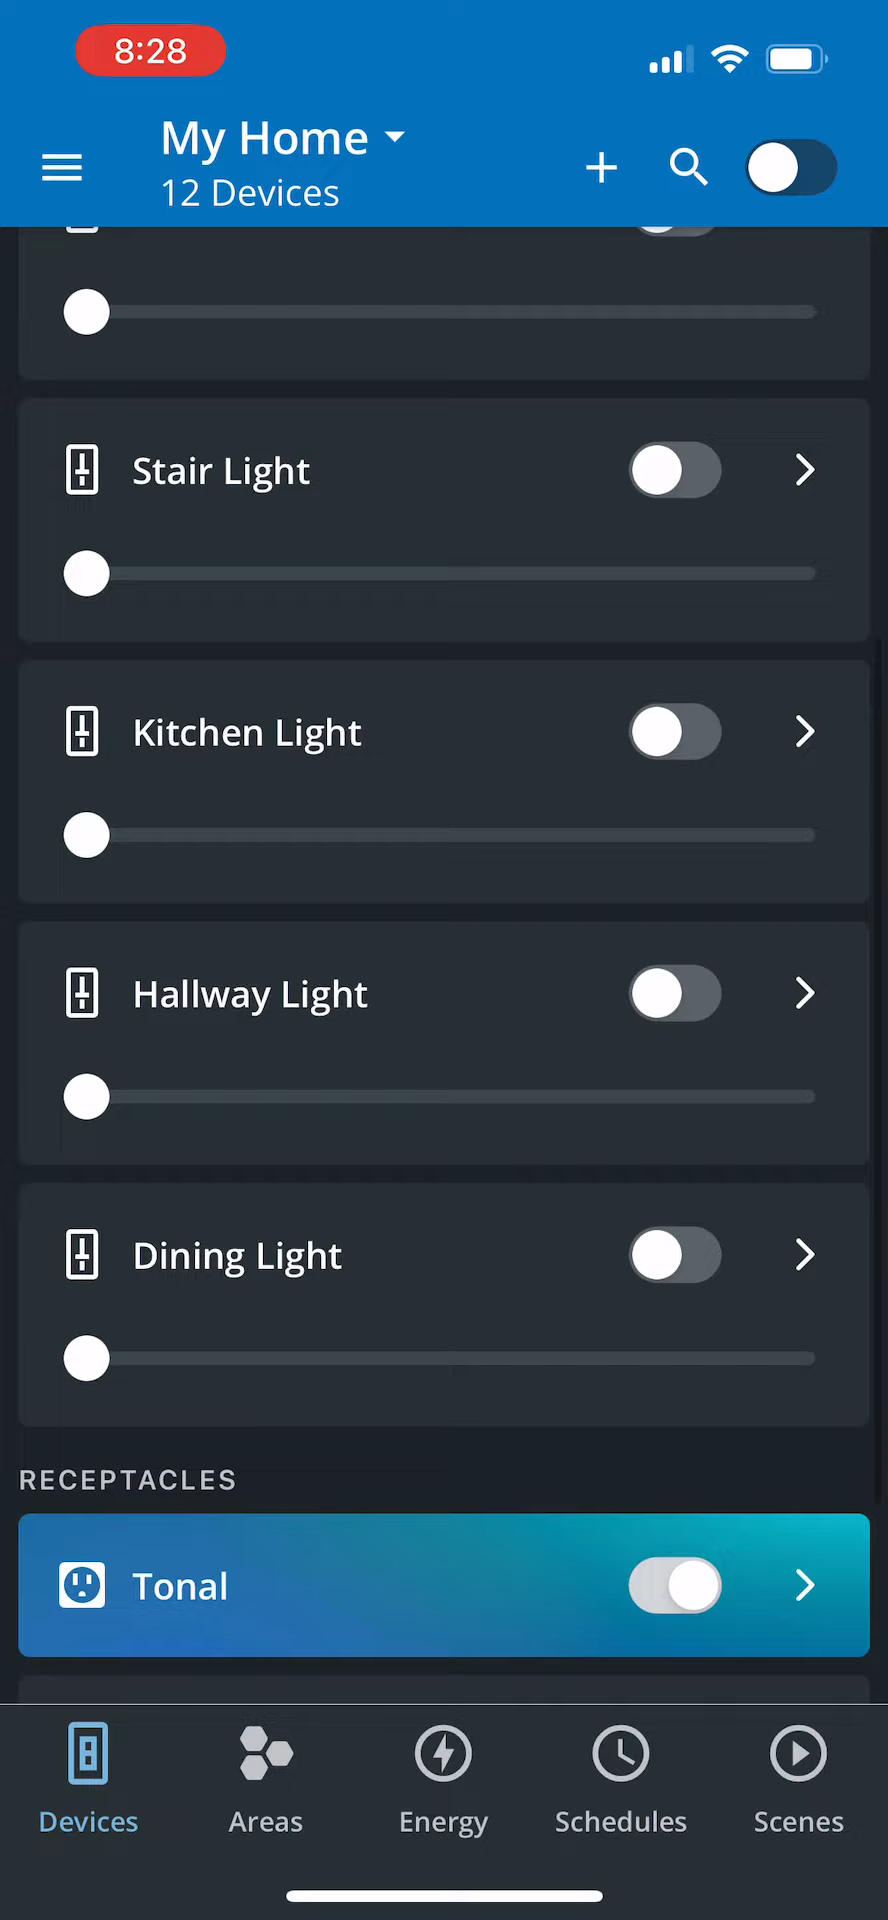 8:28
My Home
12 Devices
Stair Light
Kitchen Light
Hallway Light
Dining Light
RECEPTACLES
Tonal
Devices
Areas
Energy
Schedules
Scenes